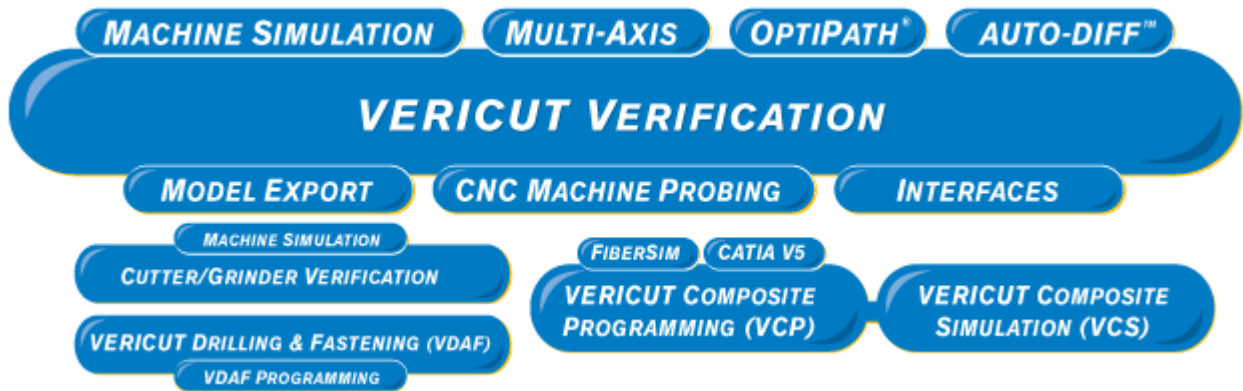 MACHINE SIMULATION MULTI-AXIS OPTIPATH® AUTO-DIFF™
VERICUT VERIFICATION
MODEL EXPORT CNC MACHINE PROBING INTERFACES
MACHINE SIMULATION
CUTTER/GRINDER VERIFICATION
VERICUT DRILLING & FASTENING (VDAF)
VDAF PROGRAMMING
FIBERSIM CATIA V5
VERICUT COMPOSITE
PROGRAMMING (VCP)
VERICUT COMPOSITE
SIMULATION (VCS)